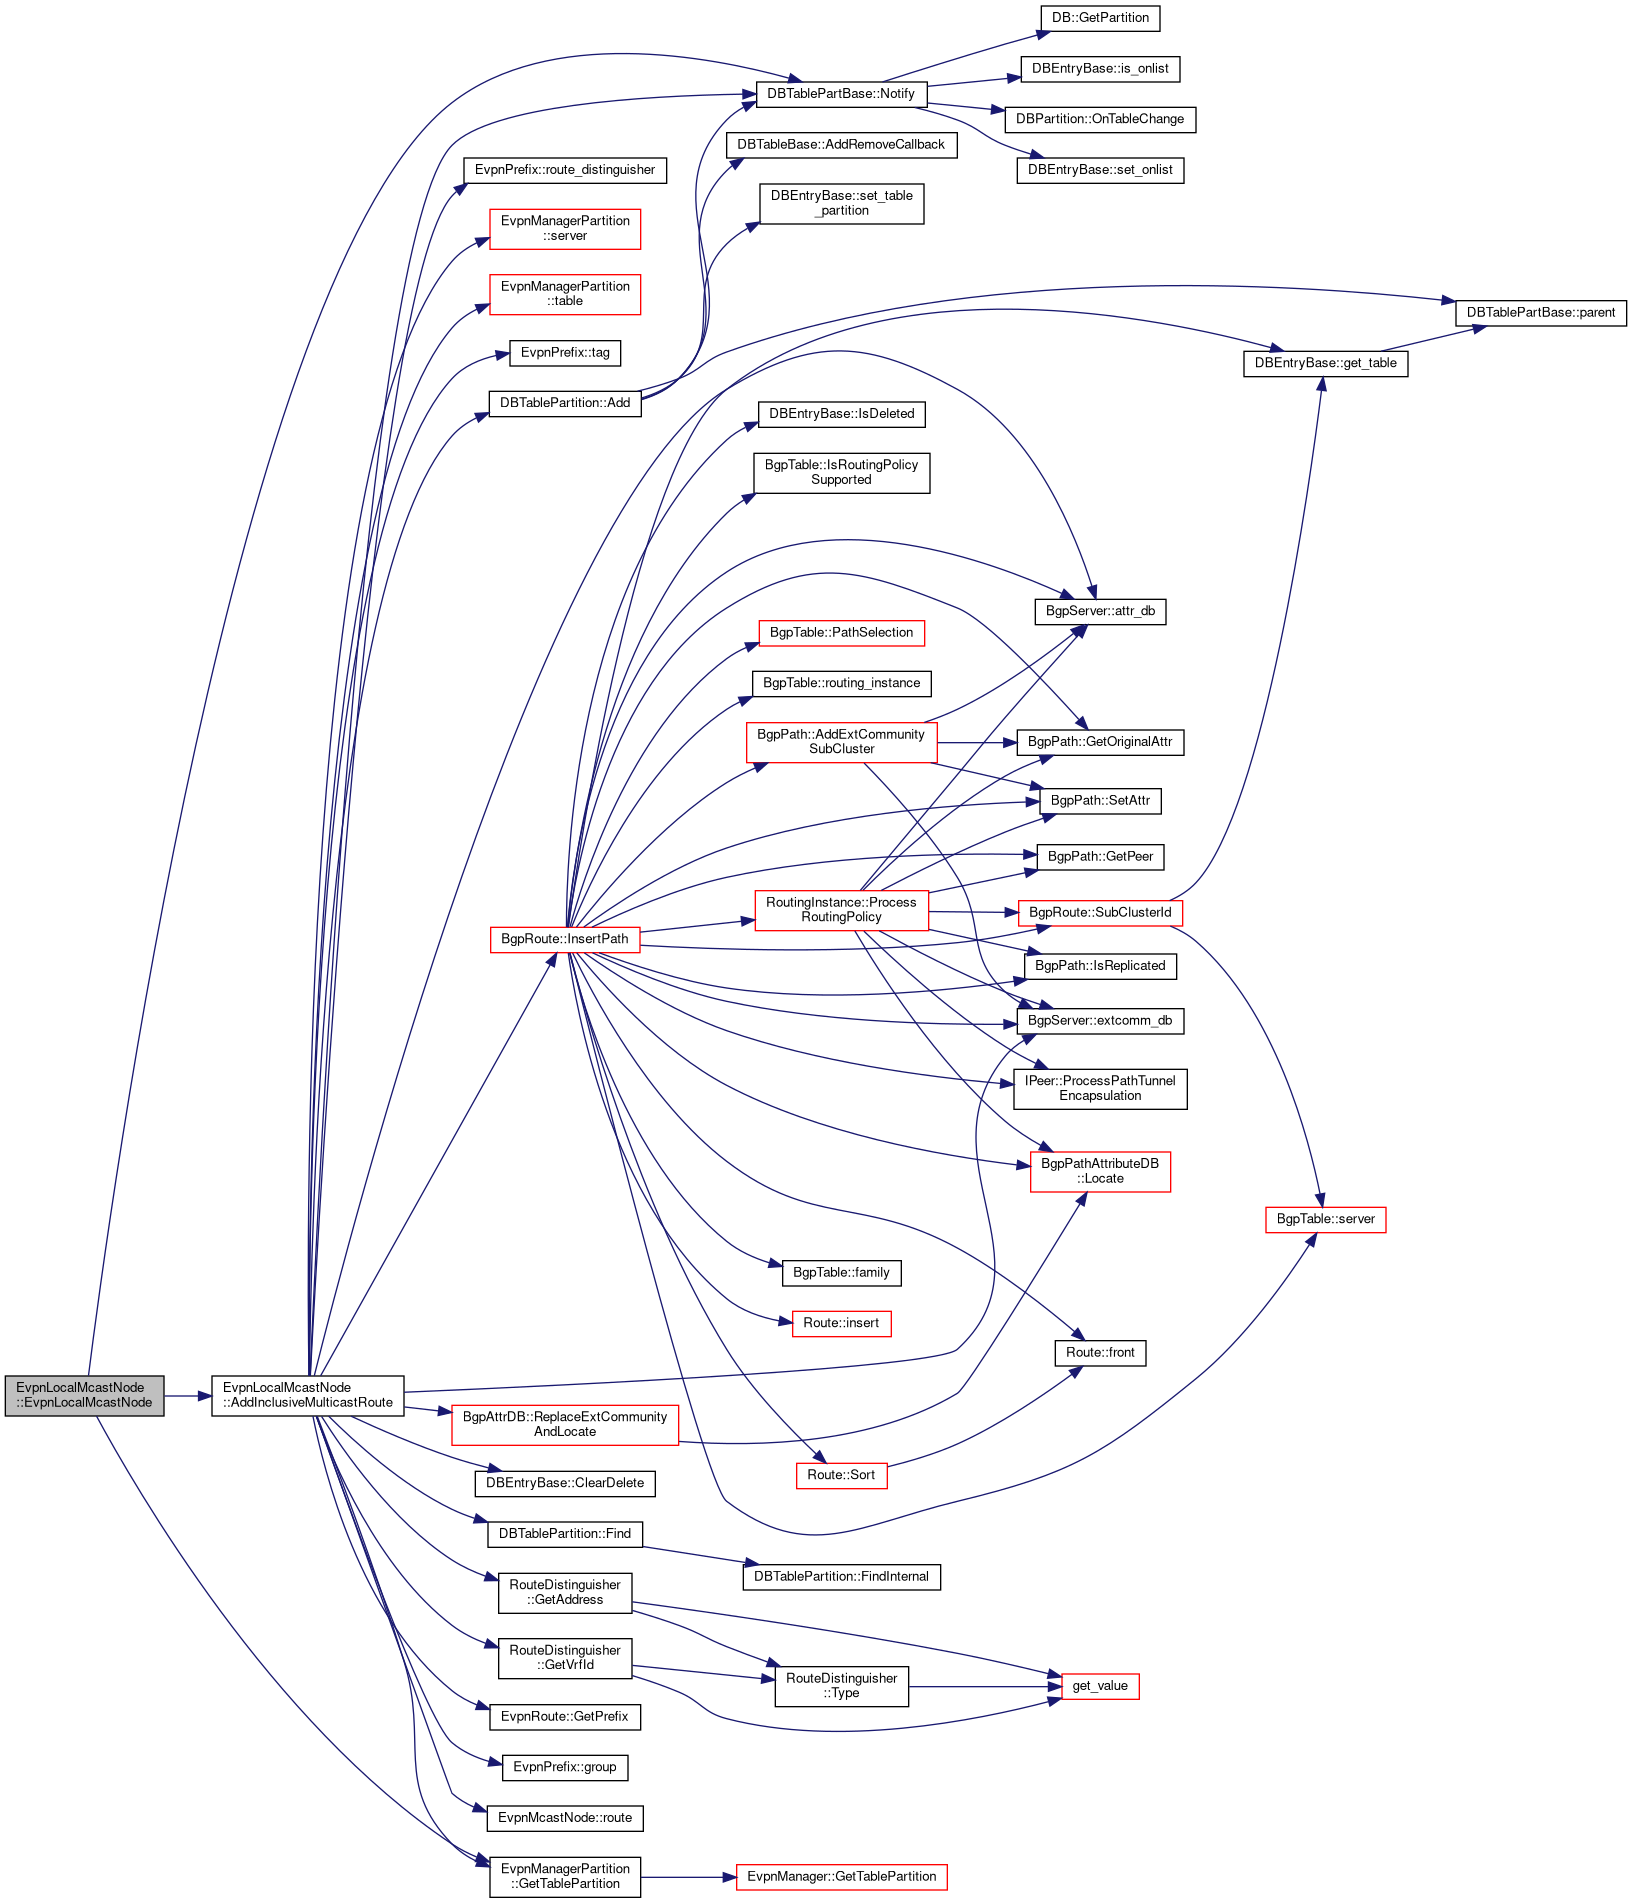 DB::GetPartition
DBEntryBase::is_onlist
DBTablePartBase::Notify
DBPartition::OnTableChange
DBTableBase::AddRemoveCallback
EvpnPrefix::route_distinguisher
DBEntryBase::set_onlist
DBEntryBase::set_table
_partition
EvpnManagerPartition
::server
EvpnManagerPartition
::table
DBTablePartBase::parent
EvpnPrefix::tag
DBEntryBase::get_table
DBTablePartition::Add
DBEntryBase::IsDeleted
BgpTable::IsRoutingPolicy
Supported
BgpServer::attr_db
BgpTable::PathSelection
BgpTable::routing_instance
BgpPath::AddExtCommunity
SubCluster
BgpPath::GetOriginalAttr
BgpPath::SetAttr
BgpPath::GetPeer
RoutingInstance::Process
RoutingPolicy
BgpRoute::SubClusterId
BgpRoute::InsertPath
BgpPath::IsReplicated
BgpServer::extcomm_db
IPeer::ProcessPathTunnel
Encapsulation
BgpPathAttributeDB
::Locate
BgpTable::server
BgpTable::family
Route::insert
Route::front
EvpnLocalMcastNode
::EvpnLocalMcastNode
EvpnLocalMcastNode
::AddInclusiveMulticastRoute
BgpAttrDB::ReplaceExtCommunity
AndLocate
Route::Sort
DBEntryBase::ClearDelete
DBTablePartition::Find
DBTablePartition::FindInternal
RouteDistinguisher
::GetAddress
RouteDistinguisher
::GetVrfId
RouteDistinguisher
::Type
get_value
EvpnRoute::GetPrefix
EvpnPrefix::group
EvpnMcastNode::route
EvpnManagerPartition
::GetTablePartition
EvpnManager::GetTablePartition